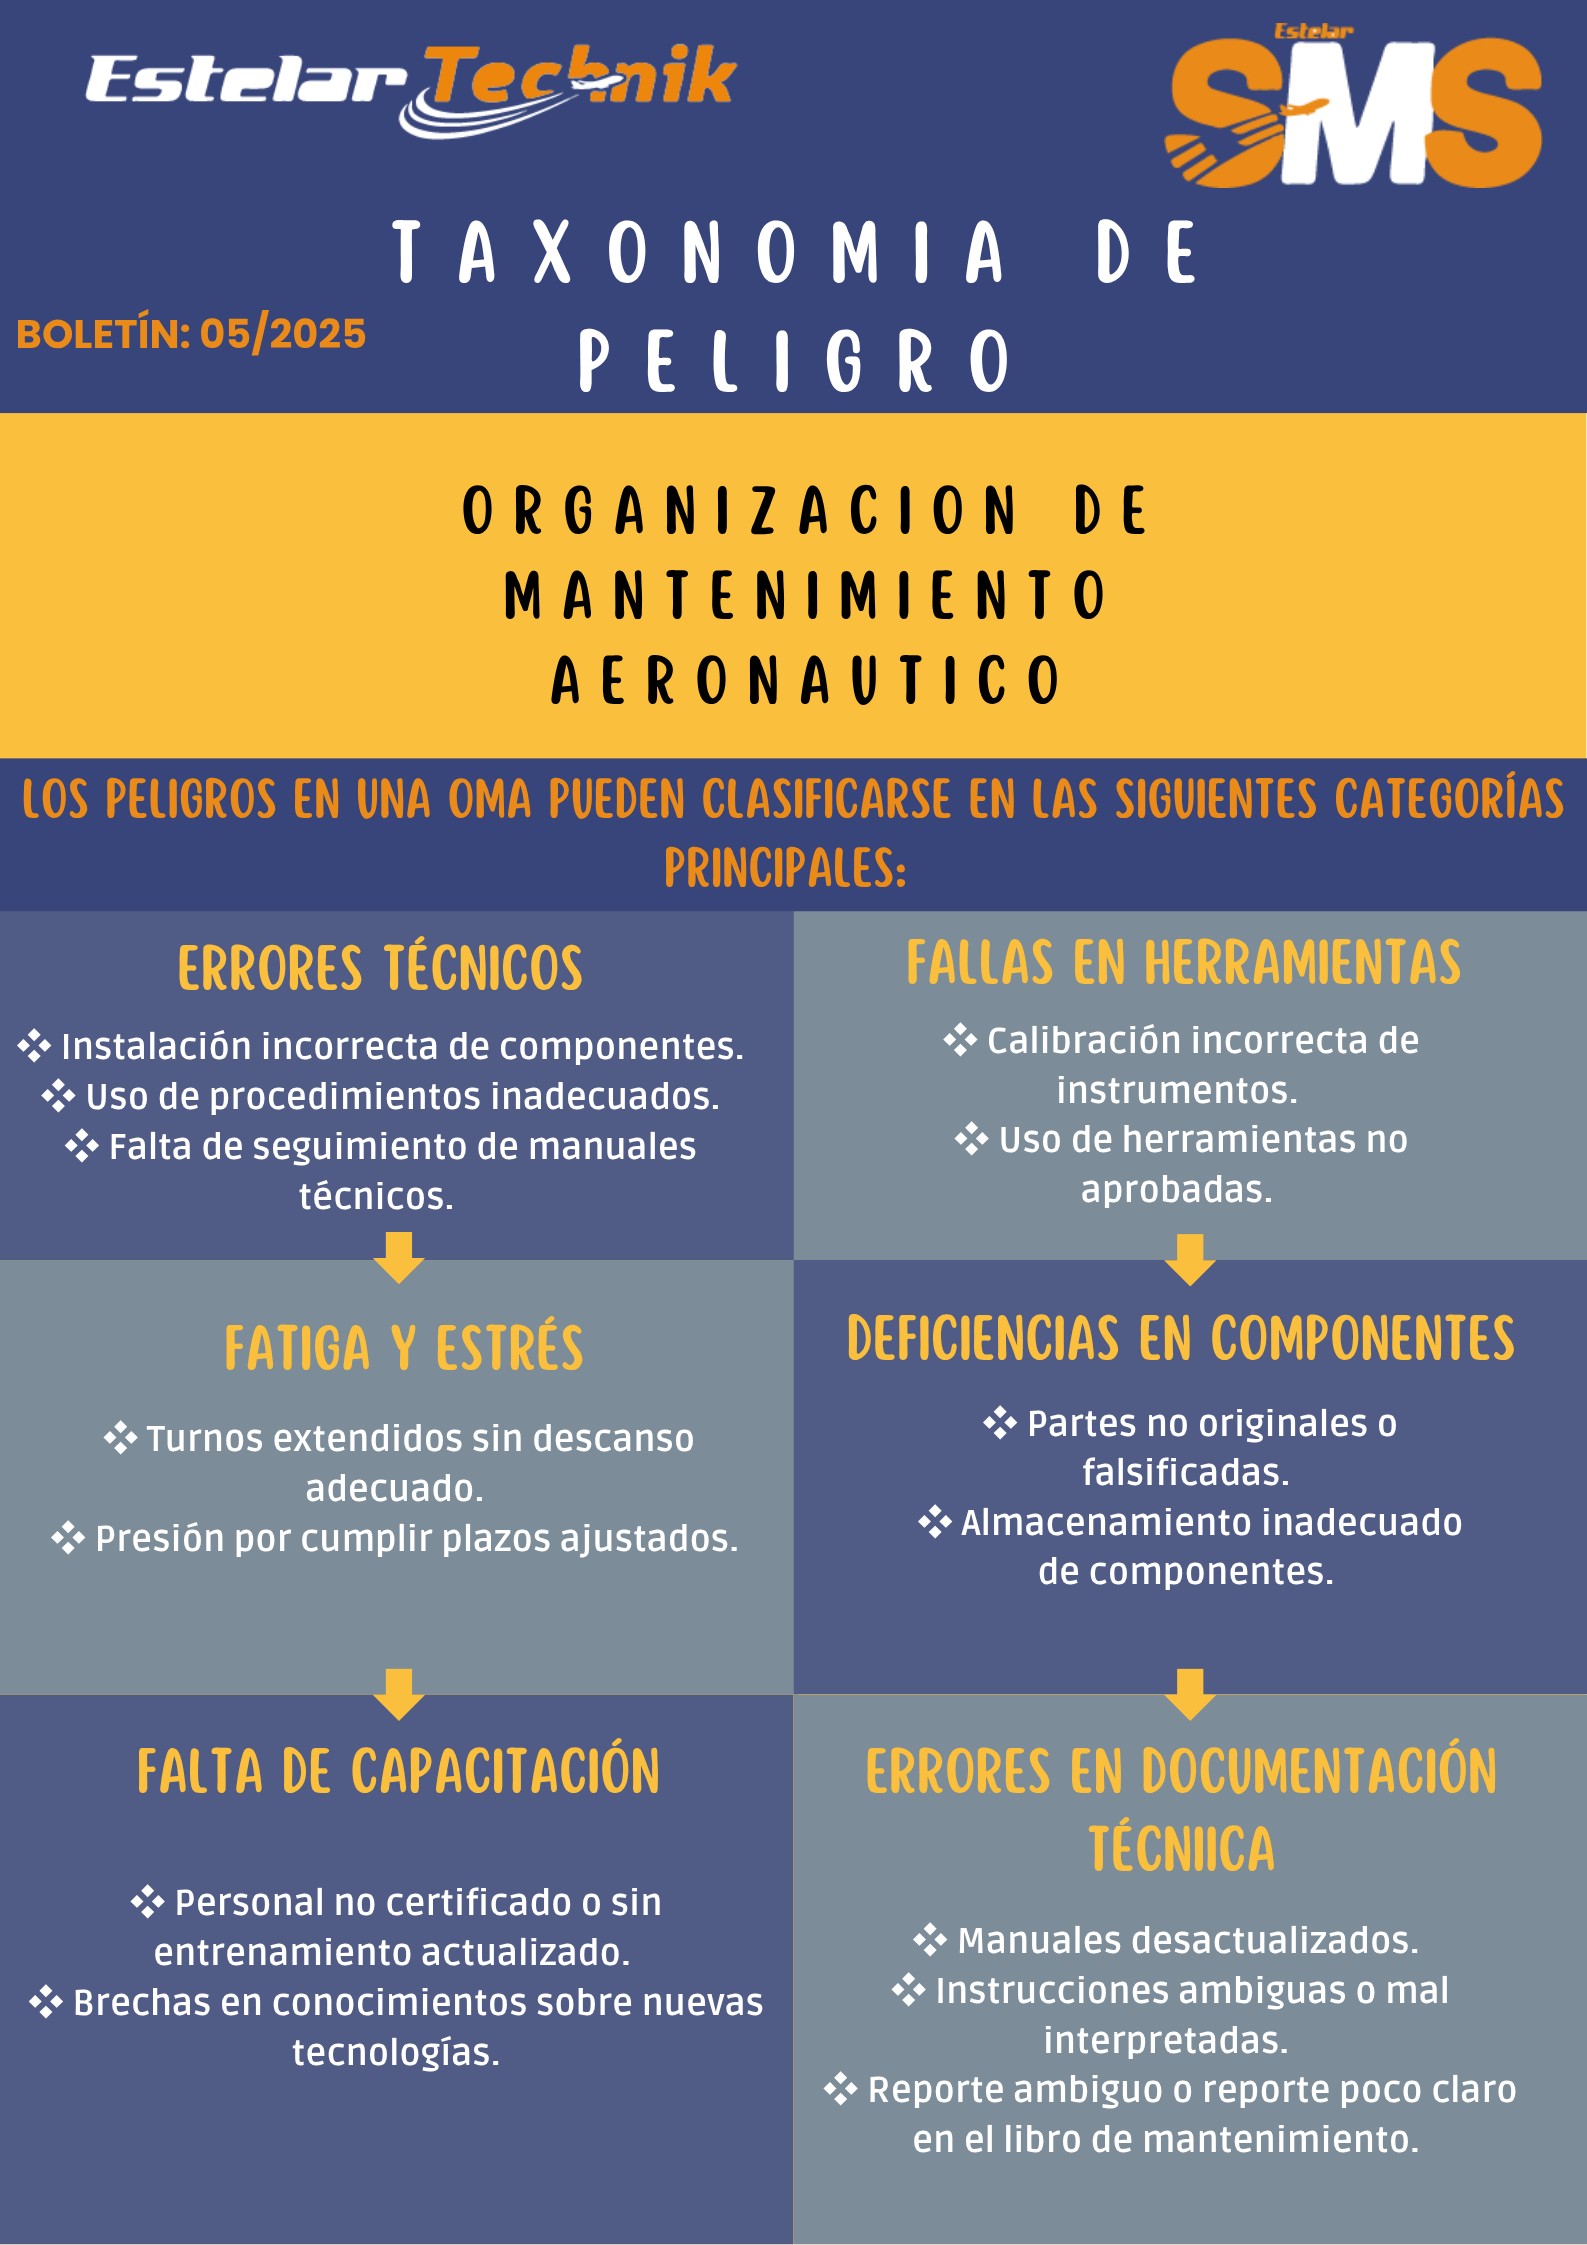 Estelar Technik
Estelar
SMS
TAXONOMIA DE
PELIGRO
BOLETÍN: 05/2025
ORGANIZACION DE
MANTENIMIENTO
AERONAUTICO
LOS PELIGROS EN UNA OMA PUEDEN CLASIFICARSE EN LAS SIGUIENTES CATEGORÍAS
PRINCIPALES:
ERRORES TÉCNICOS
❖ Instalación incorrecta de componentes.
❖ Uso de procedimientos inadecuados.
❖ Falta de seguimiento de manuales
técnicos.
FALLAS EN HERRAMIENTAS
❖ Calibración incorrecta de
instrumentos.
❖ Uso de herramientas no
aprobadas.
FATIGA Y ESTRÉS
❖ Turnos extendidos sin descanso
adecuado.
❖ Presión por cumplir plazos ajustados.
DEFICIENCIAS EN COMPONENTES
❖ Partes no originales o
falsificadas.
❖ Almacenamiento inadecuado
de componentes.
FALTA DE CAPACITACIÓN
❖ Personal no certificado o sin
entrenamiento actualizado.
❖ Brechas en conocimientos sobre nuevas
tecnologías.
ERRORES EN DOCUMENTACIÓN
TÉCNIICA
❖ Manuales desactualizados.
❖ Instrucciones ambiguas o mal
interpretadas.
❖ Reporte ambiguo o reporte poco claro
en el libro de mantenimiento.